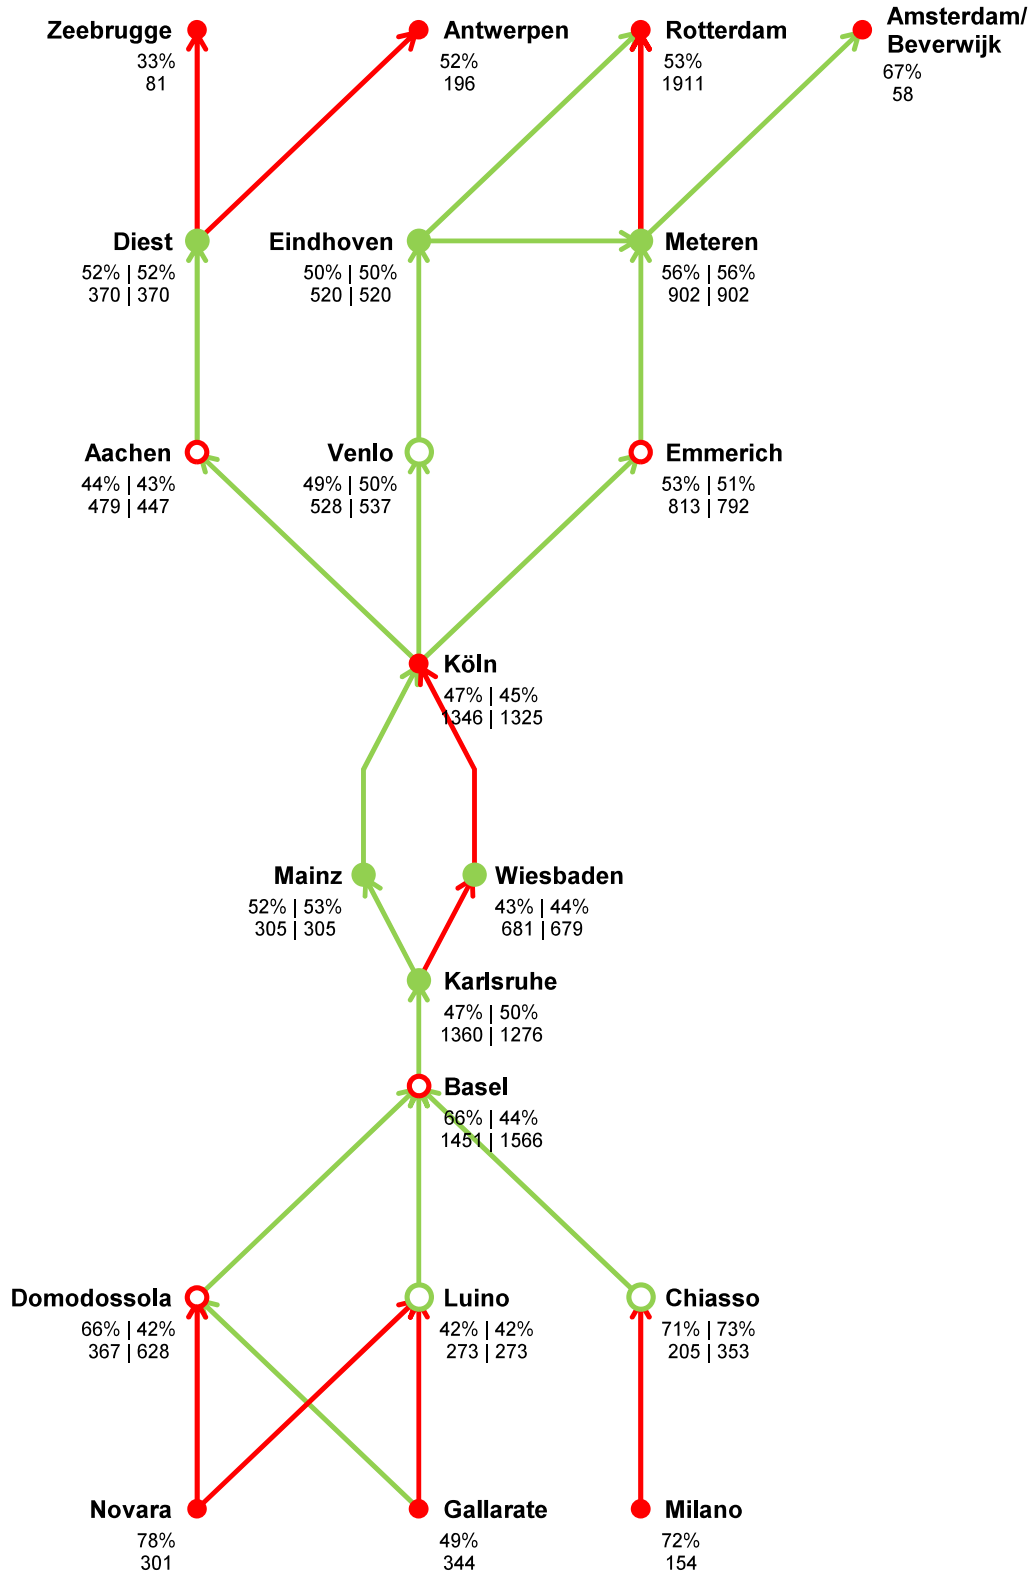 Zeebrugge
33%
81
Antwerpen
52%
196
Rotterdam
53%
1911
Amsterdam/
Beverwijk
67%
58
Diest
52% | 52%
370 | 370
Eindhoven
50% | 50%
520 | 520
Meteren
56% | 56%
902 | 902
Aachen
44% | 43%
479 | 447
Venlo
49% | 50%
528 | 537
Emmerich
53% | 51%
813 | 792
Köln
47% | 45%
1346 | 1325
Mainz
52% | 53%
305 | 305
Wiesbaden
43% | 44%
681 | 679
Karlsruhe
47% | 50%
1360 | 1276
Basel
66% | 44%
1451 | 1566
Domodossola
66% | 42%
367 | 628
Luino
42% | 42%
273 | 273
Chiasso
71% | 73%
205 | 353
Novara
78%
301
Gallarate
49%
344
Milano
72%
154